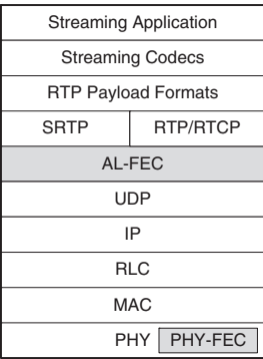 Streaming Application
Streaming Codecs
RTP Payload Formats
SRTP RTP/RTCP
AL-FEC
UDP
IP
RLC
MAC
PHY PHY-FEC